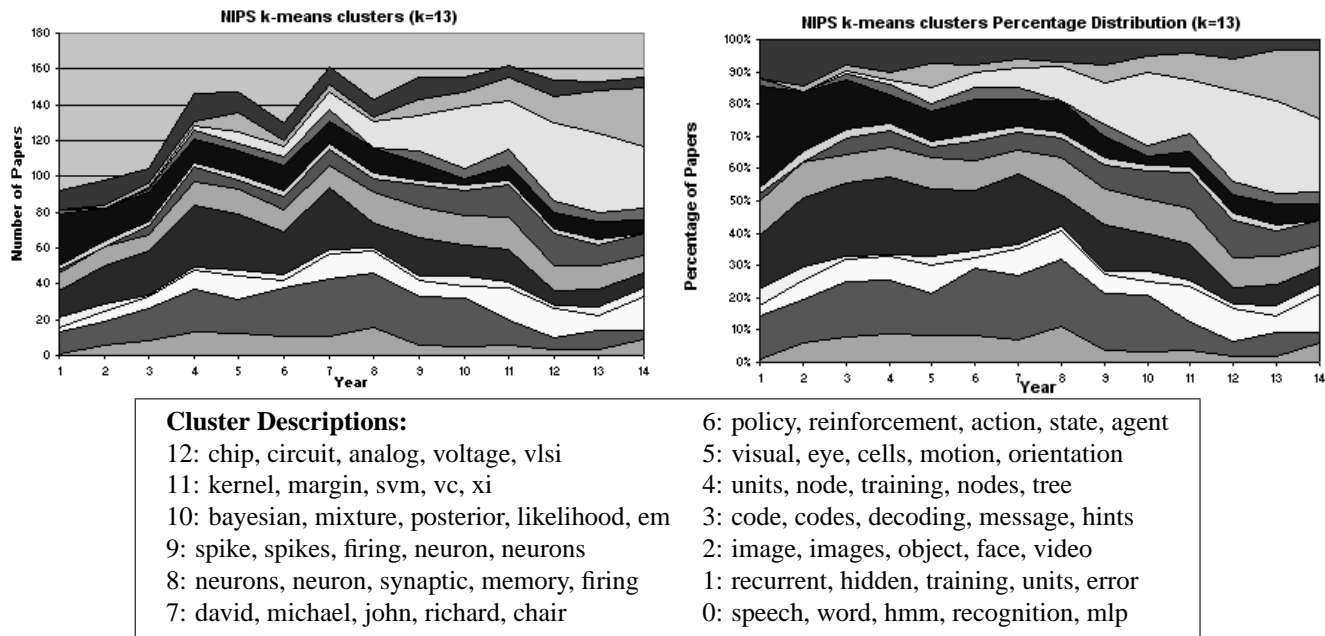 NIPS k-means clusters (k=13)
Number of Papers
180
160
140
120
100
80
60
40
20
0
1 2 3 4 5 6 7 8 9 10 11 12 13 14
Year
NIPS k-means clusters Percentage Distribution (k=13)
Percentage of Papers
100%
90%
80%
70%
60%
50%
40%
30%
20%
10%
0%
1 2 3 4 5 6 7 8 9 10 11 12 13 14
Year
Cluster Descriptions:
12: chip, circuit, analog, voltage, vlsi
11: kernel, margin, svm, vc, xi
10: bayesian, mixture, posterior, likelihood, em
9: spike, spikes, firing, neuron, neurons
8: neurons, neuron, synaptic, memory, firing
7: david, michael, john, richard, chair
6: policy, reinforcement, action, state, agent
5: visual, eye, cells, motion, orientation
4: units, node, training, nodes, tree
3: code, codes, decoding, message, hints
2: image, images, object, face, video
1: recurrent, hidden, training, units, error
0: speech, word, hmm, recognition, mlp